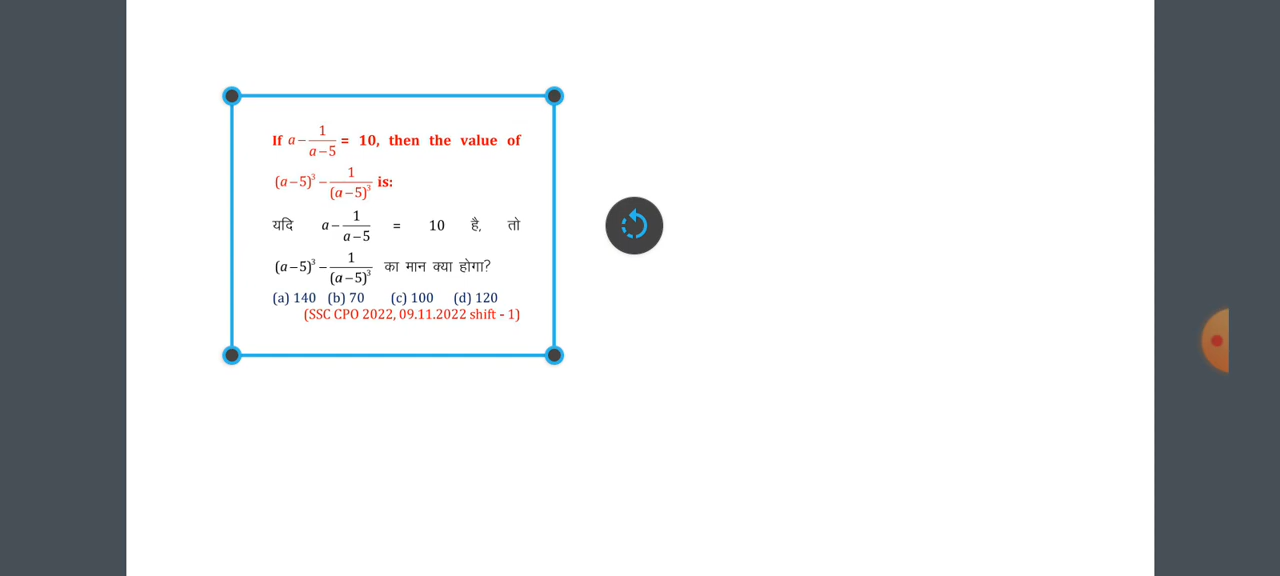 If a − 1/(a−5) = 10, then the value of
(a−5)³ − 1/(a−5)³ is:
यदि a − 1/(a−5) = 10 है, तो
(a−5)³ − 1/(a−5)³ का मान क्या होगा?
(a) 140 (b) 70 (c) 100 (d) 120
(SSC CPO 2022, 09.11.2022 shift - 1)